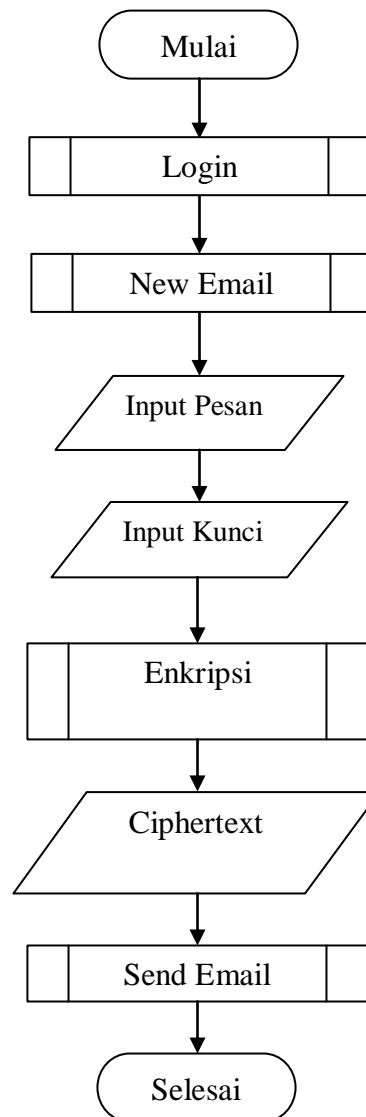 Mulai
Login
New Email
Input Pesan
Input Kunci
Enkripsi
Ciphertext
Send Email
Selesai